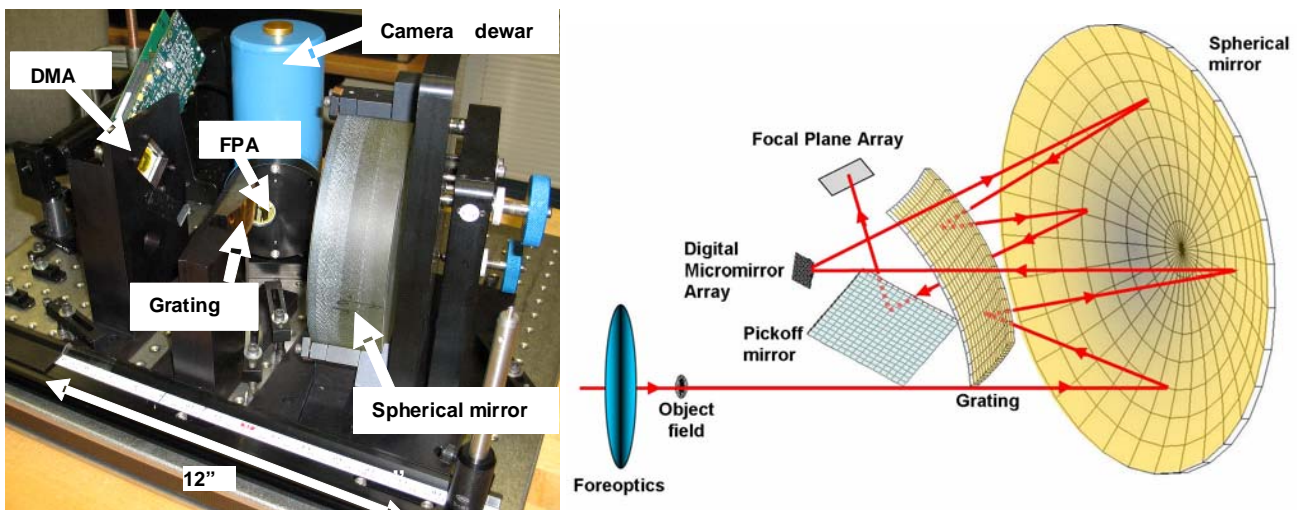 Camera dewar
DMA
FPA
Grating
Spherical mirror
12”
Spherical
mirror
Focal Plane Array
Digital
Micromirror
Array
Pickoff
mirror
Grating
Object
field
Foreoptics